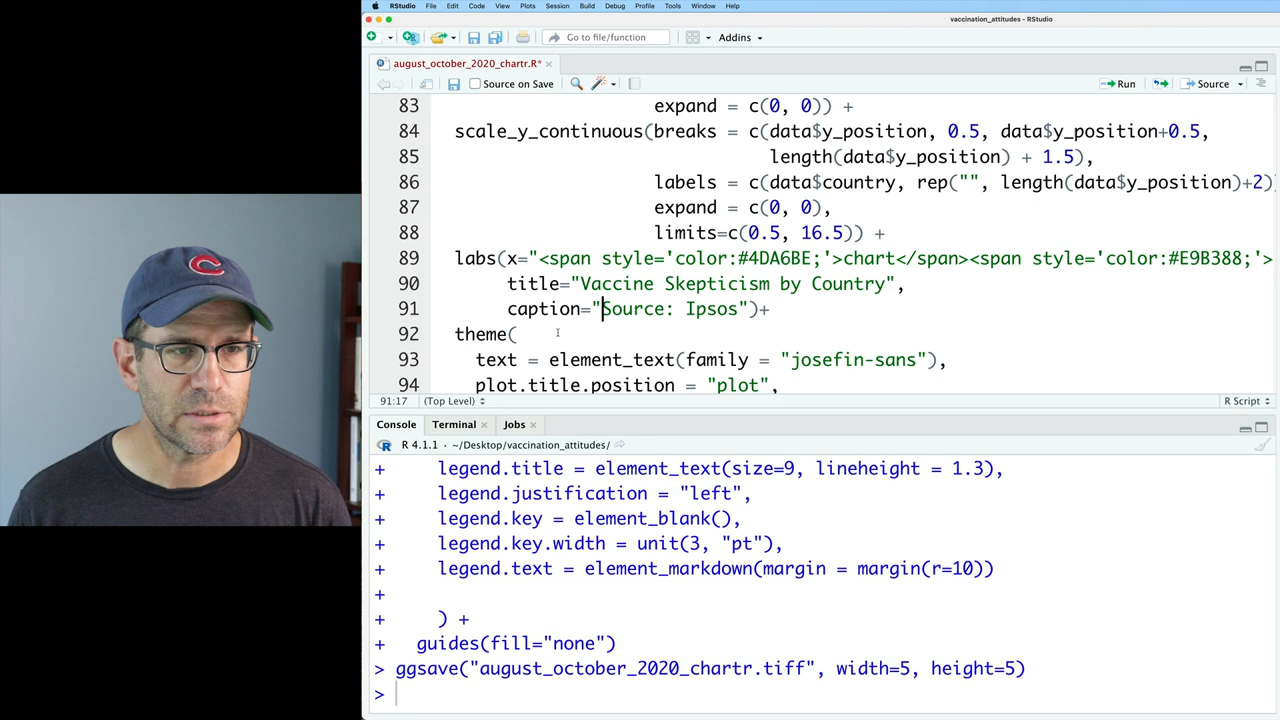 RStudio File Edit Code View Plots Session Build Debug Profile Tools Window Help
vaccination_attitudes - RStudio
Go to file/function Addins
august_october_2020_chartr.R*
Source on Save Run Source
83 expand = c(0, 0)) +
84 scale_y_continuous(breaks = c(data$y_position, 0.5, data$y_position+0.5,
85 length(data$y_position) + 1.5),
86 labels = c(data$country, rep("", length(data$y_position)+2)
87 expand = c(0, 0),
88 limits=c(0.5, 16.5)) +
89 labs(x="<span style='color:#4DA6BE;'>chart</span><span style='color:#E9B388;'>
90 title="Vaccine Skepticism by Country",
91 caption="Source: Ipsos")+
92 theme(
93 text = element_text(family = "josefin-sans"),
94 plot.title.position = "plot",
91:17 (Top Level) R Script
Console Terminal Jobs
R 4.1.1 · ~/Desktop/vaccination_attitudes/
+ legend.title = element_text(size=9, lineheight = 1.3),
+ legend.justification = "left",
+ legend.key = element_blank(),
+ legend.key.width = unit(3, "pt"),
+ legend.text = element_markdown(margin = margin(r=10))
+
+ ) +
+ guides(fill="none")
> ggsave("august_october_2020_chartr.tiff", width=5, height=5)
>